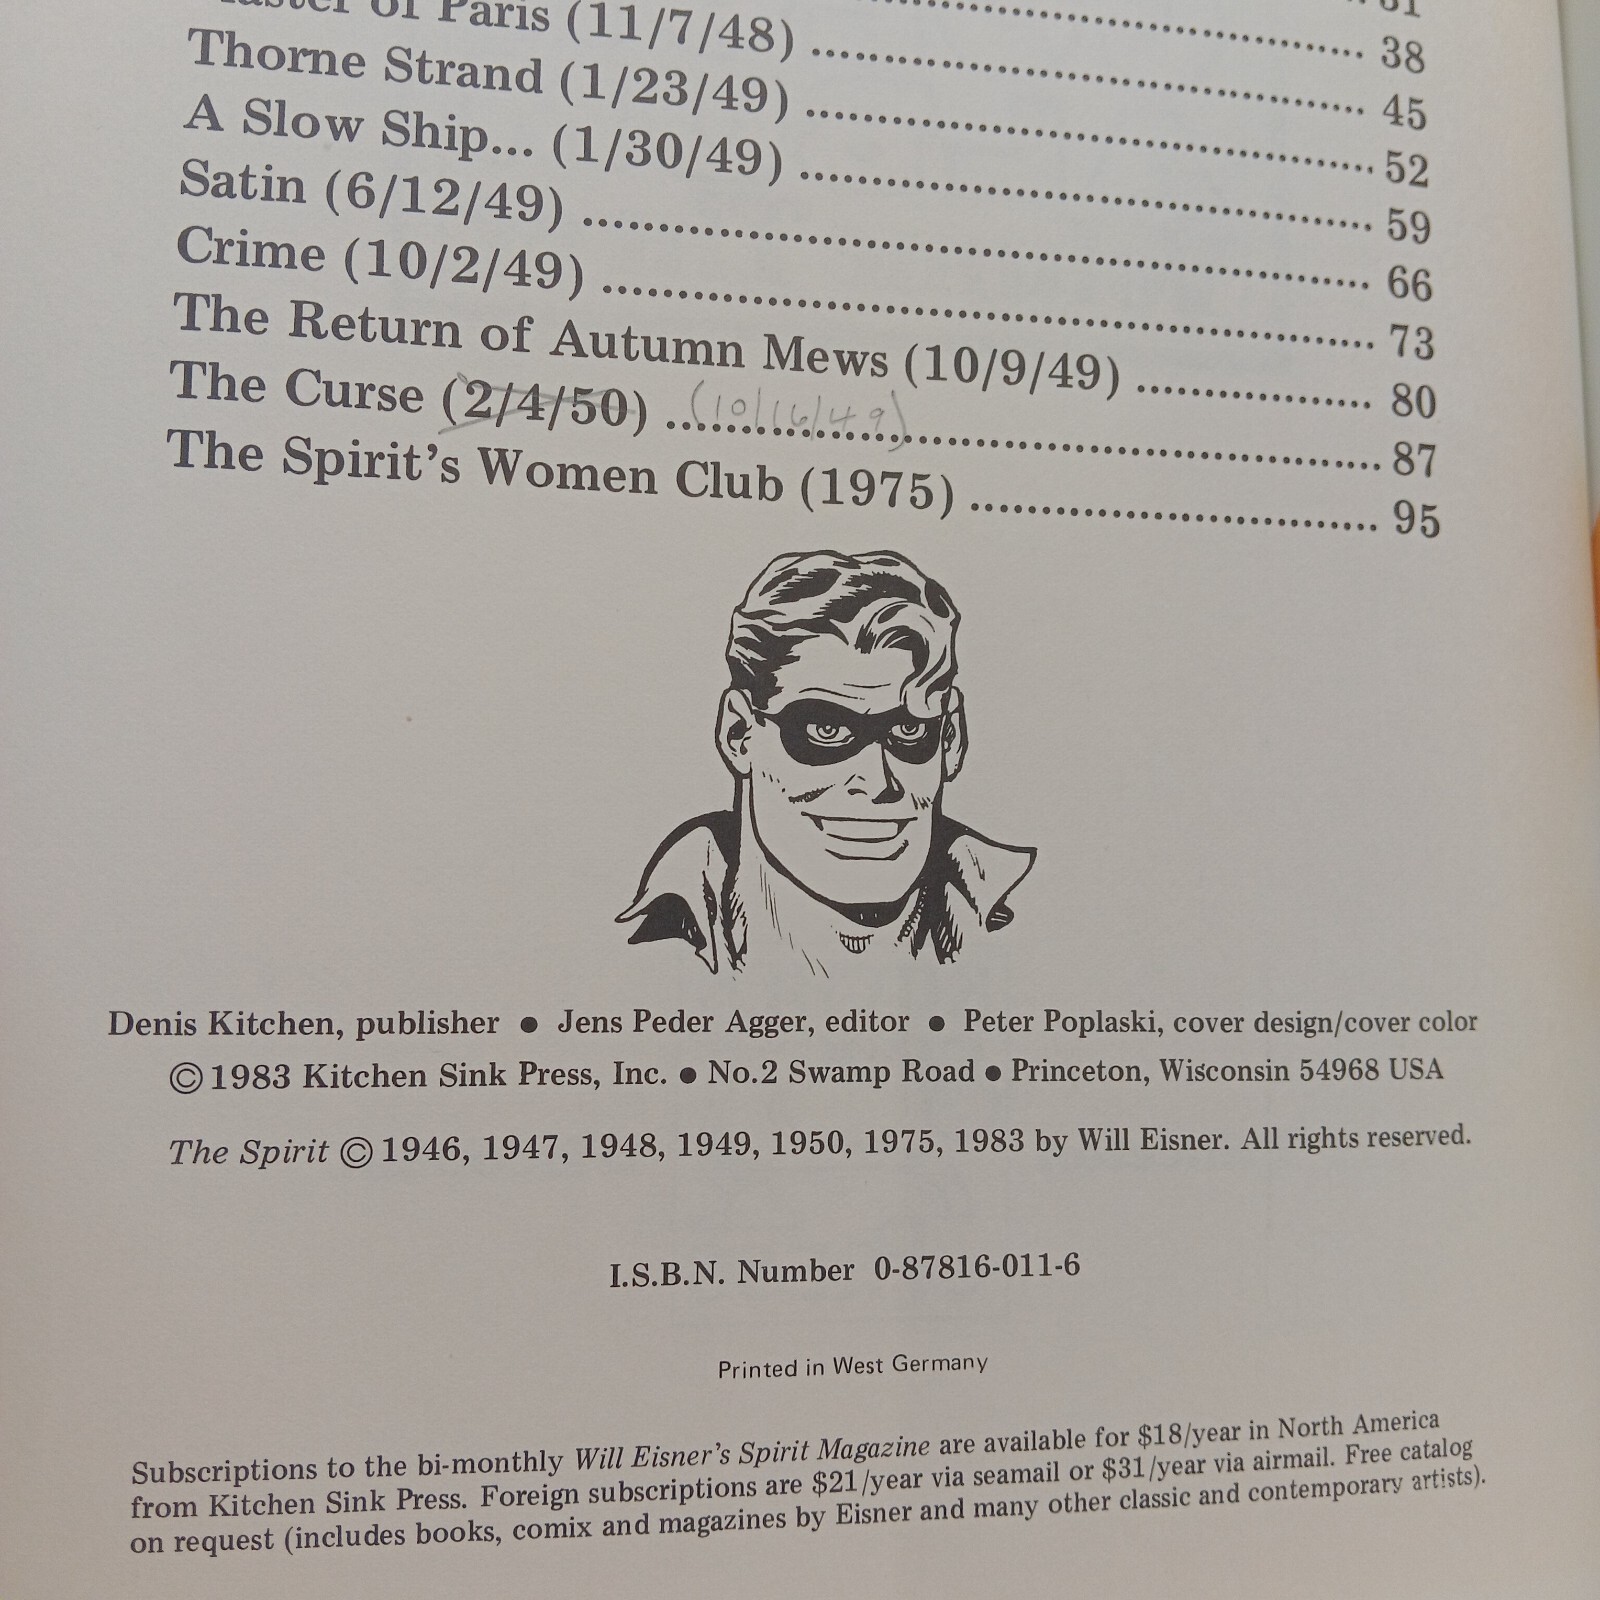 31
38
of Paris (11/7/48) 45
Thorne Strand (1/23/49) 52
A Slow Ship... (1/30/49) 59
Satin (6/12/49) 66
Crime (10/2/49) 73
The Return of Autumn Mews (10/9/49) 80
The Curse (2/4/50) (10/16/49) 87
The Spirit's Women Club (1975) 95
Denis Kitchen, publisher ● Jens Peder Agger, editor ● Peter Poplaski, cover design/cover color
© 1983 Kitchen Sink Press, Inc. ● No.2 Swamp Road ● Princeton, Wisconsin 54968 USA
The Spirit © 1946, 1947, 1948, 1949, 1950, 1975, 1983 by Will Eisner. All rights reserved.
I.S.B.N. Number 0-87816-011-6
Printed in West Germany
Subscriptions to the bi-monthly Will Eisner's Spirit Magazine are available for $18/year in North America
from Kitchen Sink Press. Foreign subscriptions are $21/year via seamail or $31/year via airmail. Free catalog
on request (includes books, comix and magazines by Eisner and many other classic and contemporary artists).